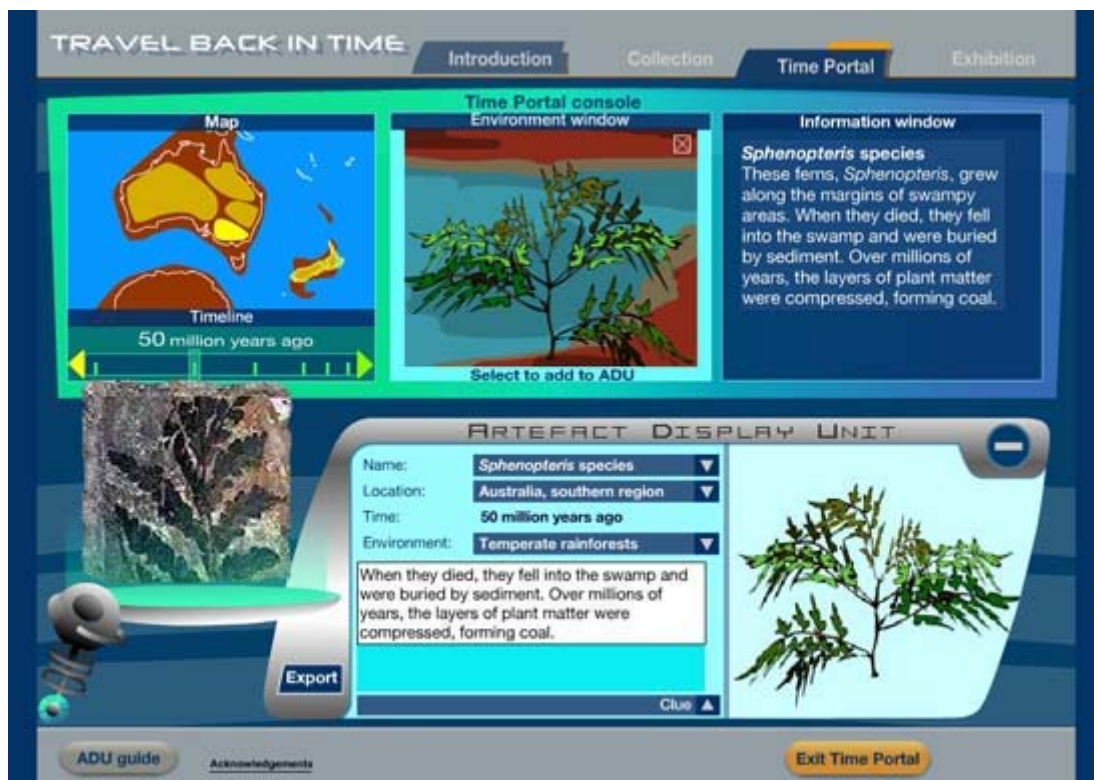 TRAVEL BACK IN TIME
Introduction
Collection
Time Portal
Exhibition
Time Portal console
Map
Environment window
Information window
Sphenopteris species
These ferns, Sphenopteris, grew
along the margins of swampy
areas. When they died, they fell
into the swamp and were buried
by sediment. Over millions of
years, the layers of plant matter
were compressed, forming coal.
Timeline
50 million years ago
Select to add to ADU
ARTEFACT DISPLAY UNIT
Name:
Sphenopteris species
Location:
Australia, southern region
Time:
50 million years ago
Environment:
Temperate rainforests
When they died, they fell into the swamp and
were buried by sediment. Over millions of
years, the layers of plant matter were
compressed, forming coal.
Export
Clue
ADU guide
Acknowledgements
Exit Time Portal